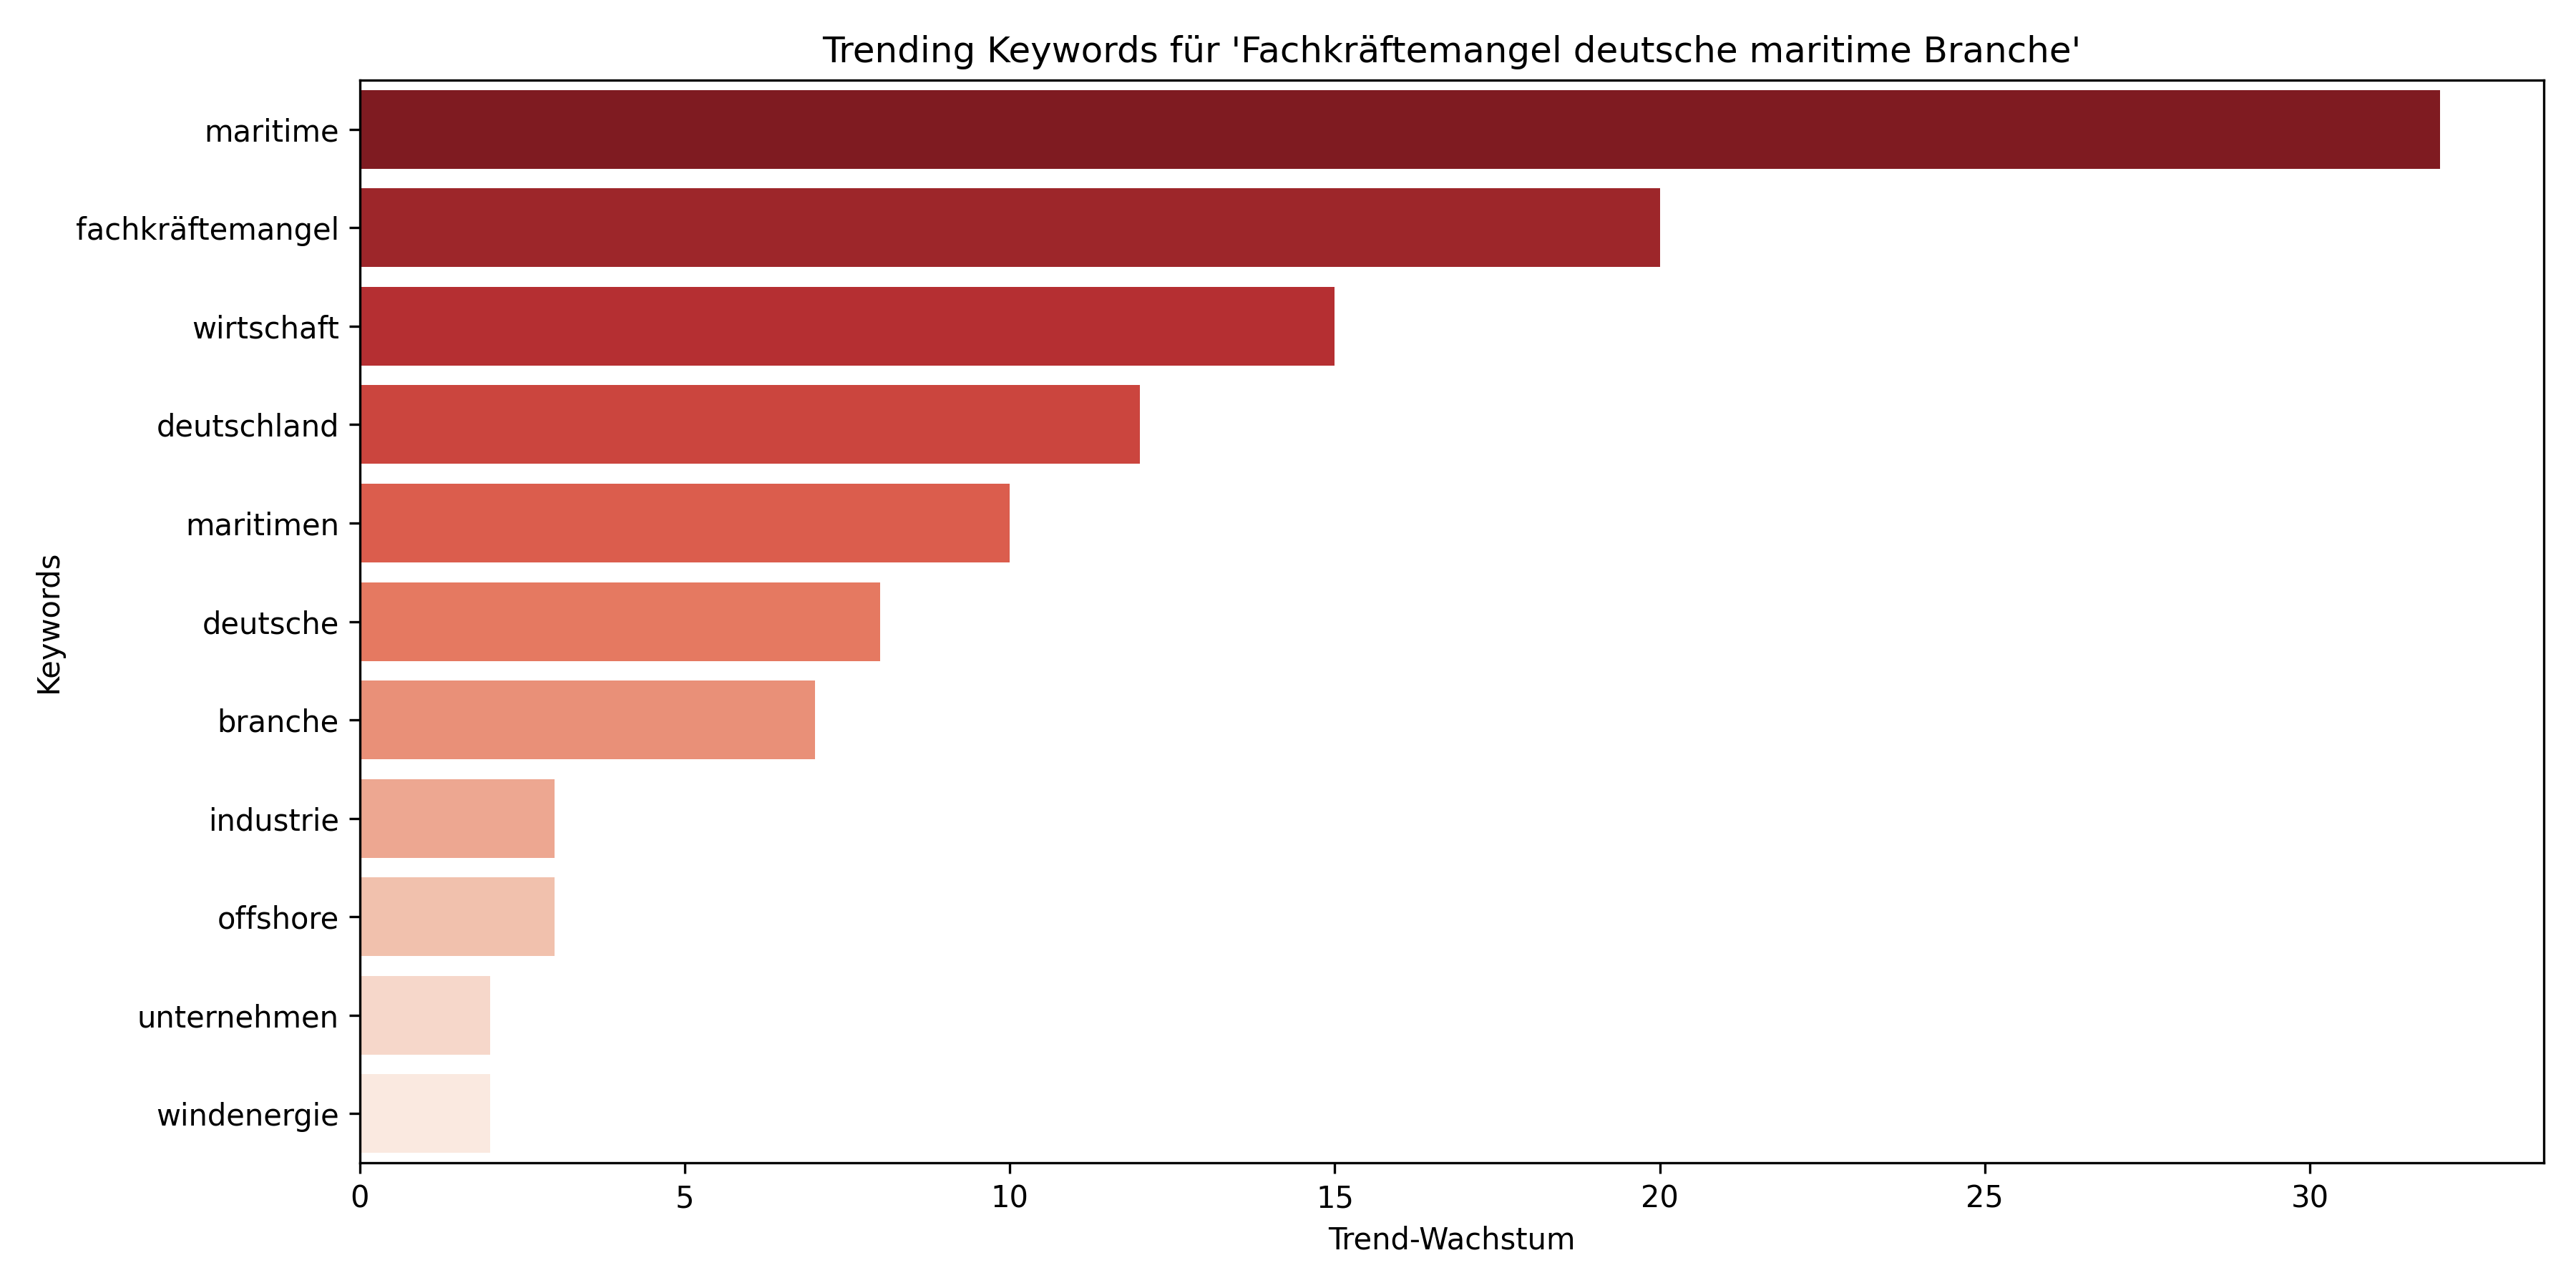 Trending Keywords für 'Fachkräftemangel deutsche maritime Branche'
Keywords
maritime
fachkräftemangel
wirtschaft
deutschland
maritimen
deutsche
branche
industrie
offshore
unternehmen
windenergie
0 5 10 15 20 25 30
Trend-Wachstum